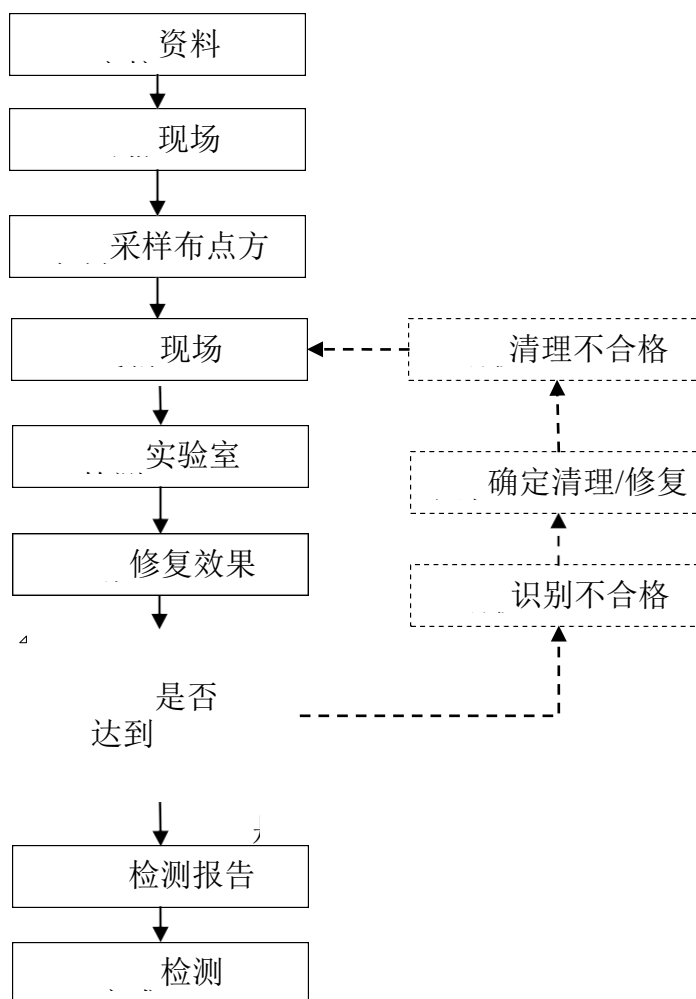 资料
现场
采样布点方
现场
清理不合格
实验室
确定清理/修复
修复效果
识别不合格
是否
达到
检测报告
检测